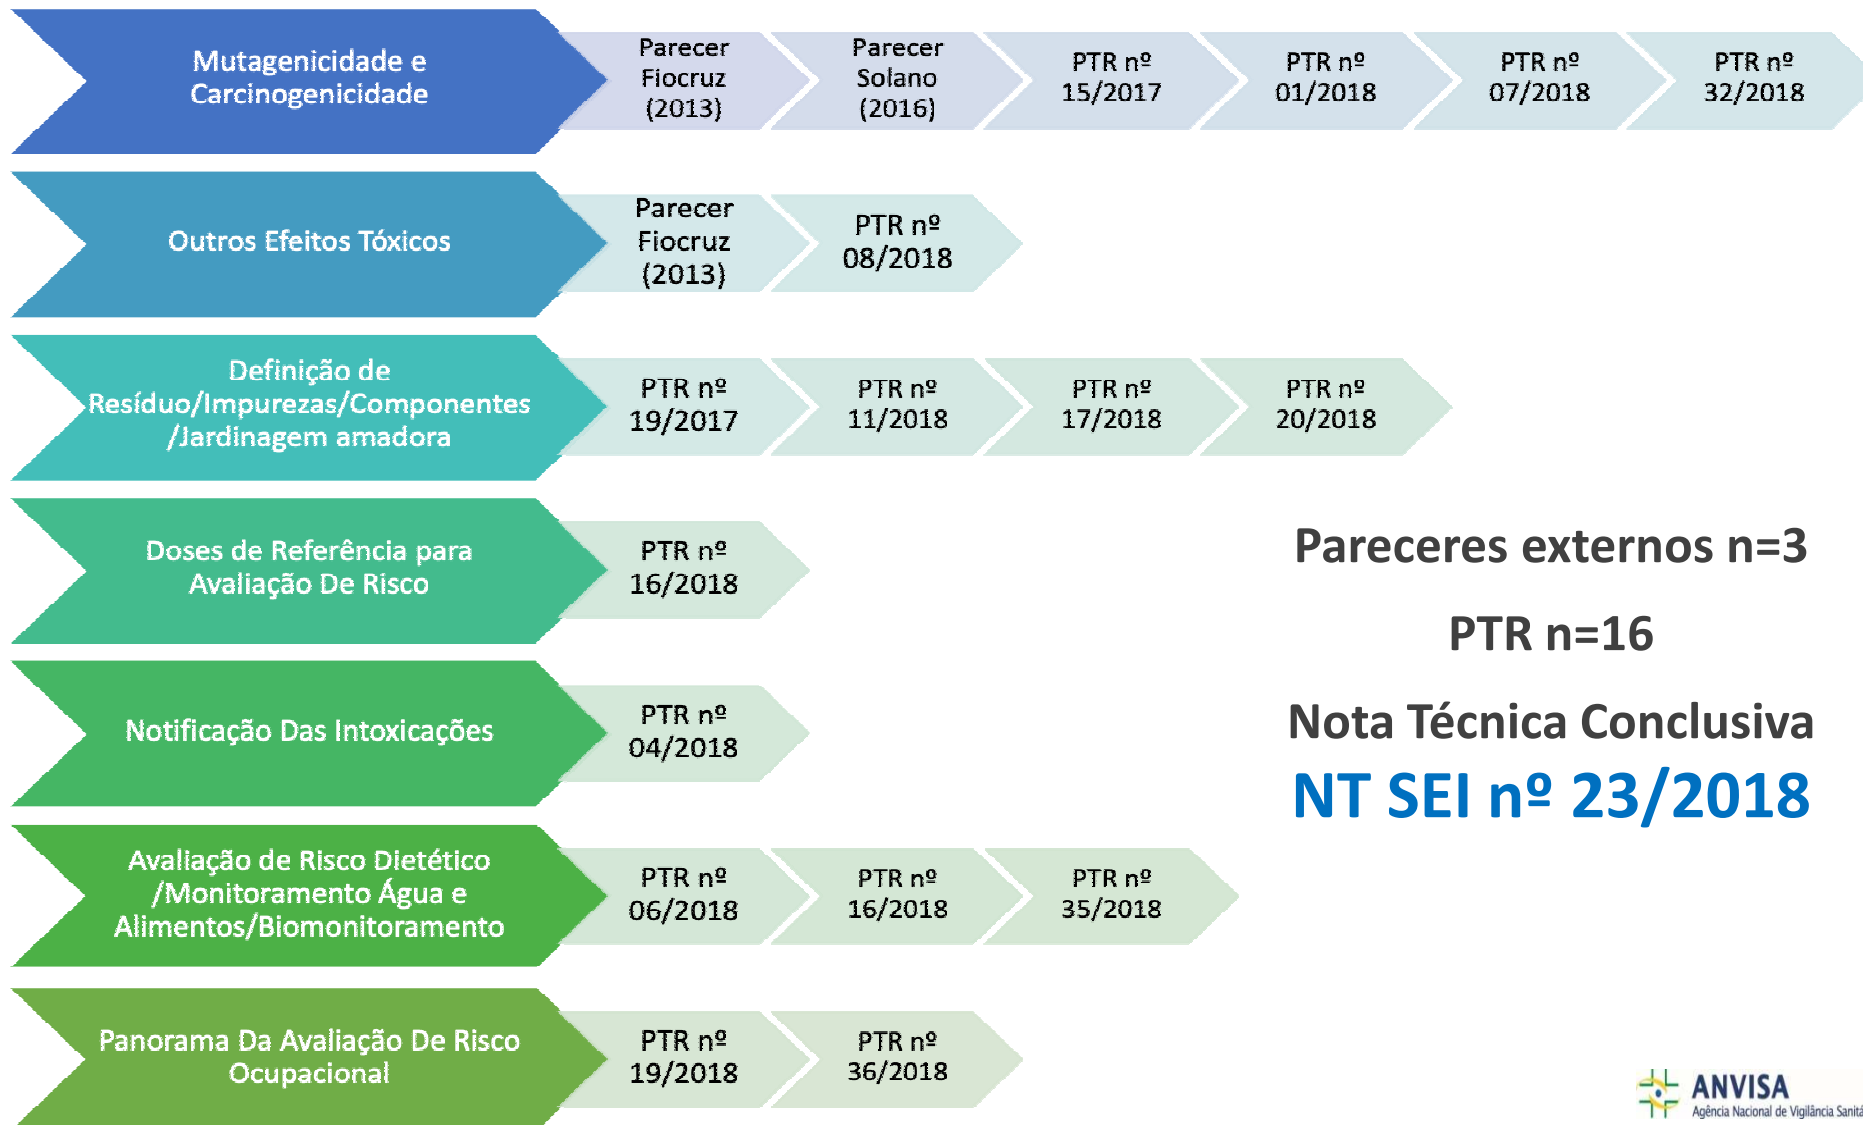 Mutagenicidade e
Carcinogenicidade
Parecer
Fiocruz
(2013)
Parecer
Solano
(2016)
PTR nº
15/2017
PTR nº
01/2018
PTR nº
07/2018
PTR nº
32/2018
Outros Efeitos Tóxicos
Parecer
Fiocruz
(2013)
PTR nº
08/2018
Definição de
Resíduo/Impurezas/Componentes
/Jardinagem amadora
PTR nº
19/2017
PTR nº
11/2018
PTR nº
17/2018
PTR nº
20/2018
Doses de Referência para
Avaliação De Risco
PTR nº
16/2018
Pareceres externos n=3
PTR n=16
Nota Técnica Conclusiva
NT SEI nº 23/2018
Notificação Das Intoxicações
PTR nº
04/2018
Avaliação de Risco Dietético
/Monitoramento Água e
Alimentos/Biomonitoramento
PTR nº
06/2018
PTR nº
16/2018
PTR nº
35/2018
Panorama Da Avaliação De Risco
Ocupacional
PTR nº
19/2018
PTR nº
36/2018
ANVISA
Agência Nacional de Vigilância Sanitá